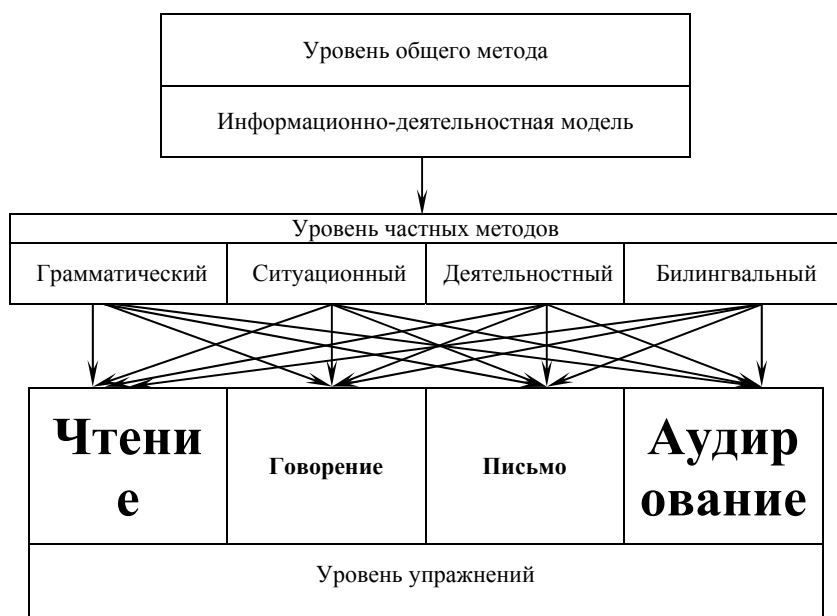 Уровень общего метода
Информационно-деятельностная модель
Уровень частных методов
Грамматический
Ситуационный
Деятельностный
Билингвальный
Чтени
е
Говорение
Письмо
Аудир
ование
Уровень упражнений